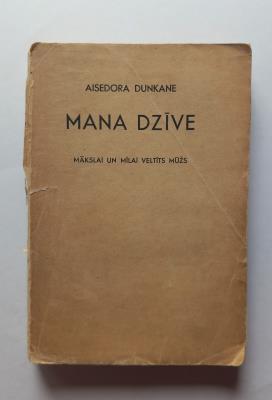 AISEDORA DUNKANE
MANA DZĪVE
MĀKSLAI UN MĪLAI VELTĪTS MŪŽS